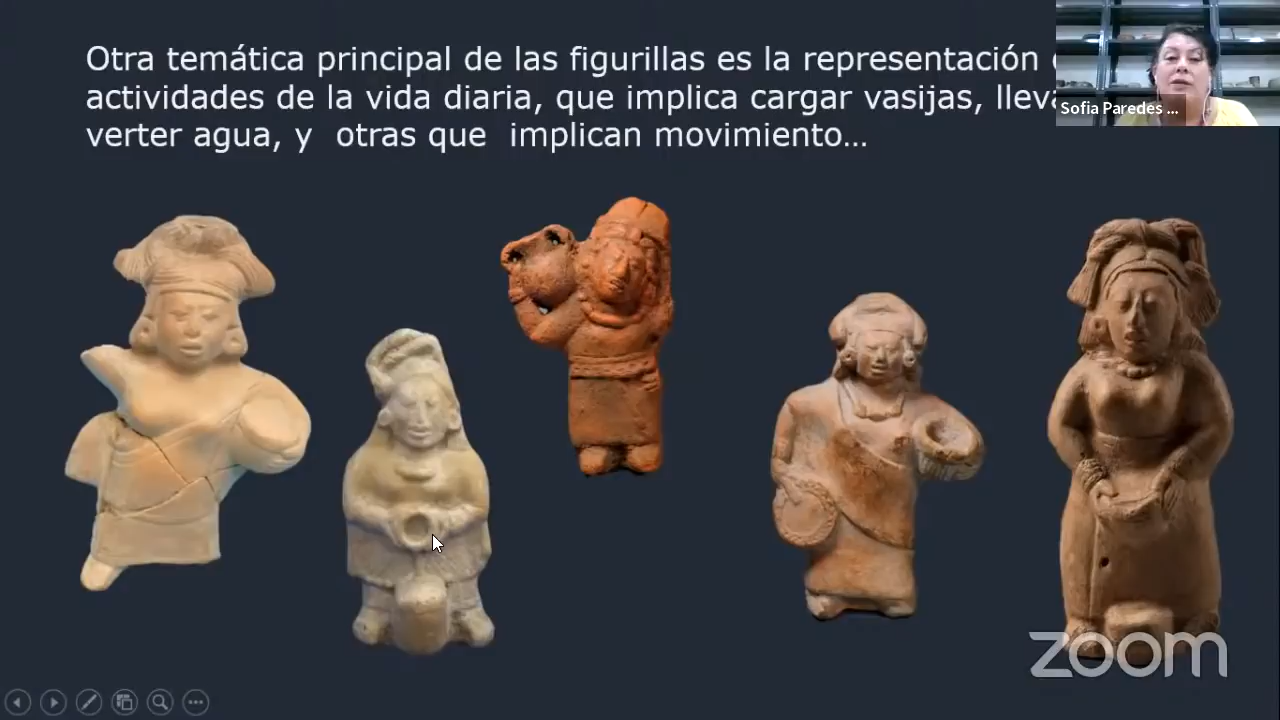 Otra temática principal de las figurillas es la representación
actividades de la vida diaria, que implica cargar vasijas,
verter agua, y otras que implican movimiento…
Sofia Paredes ...
zoom